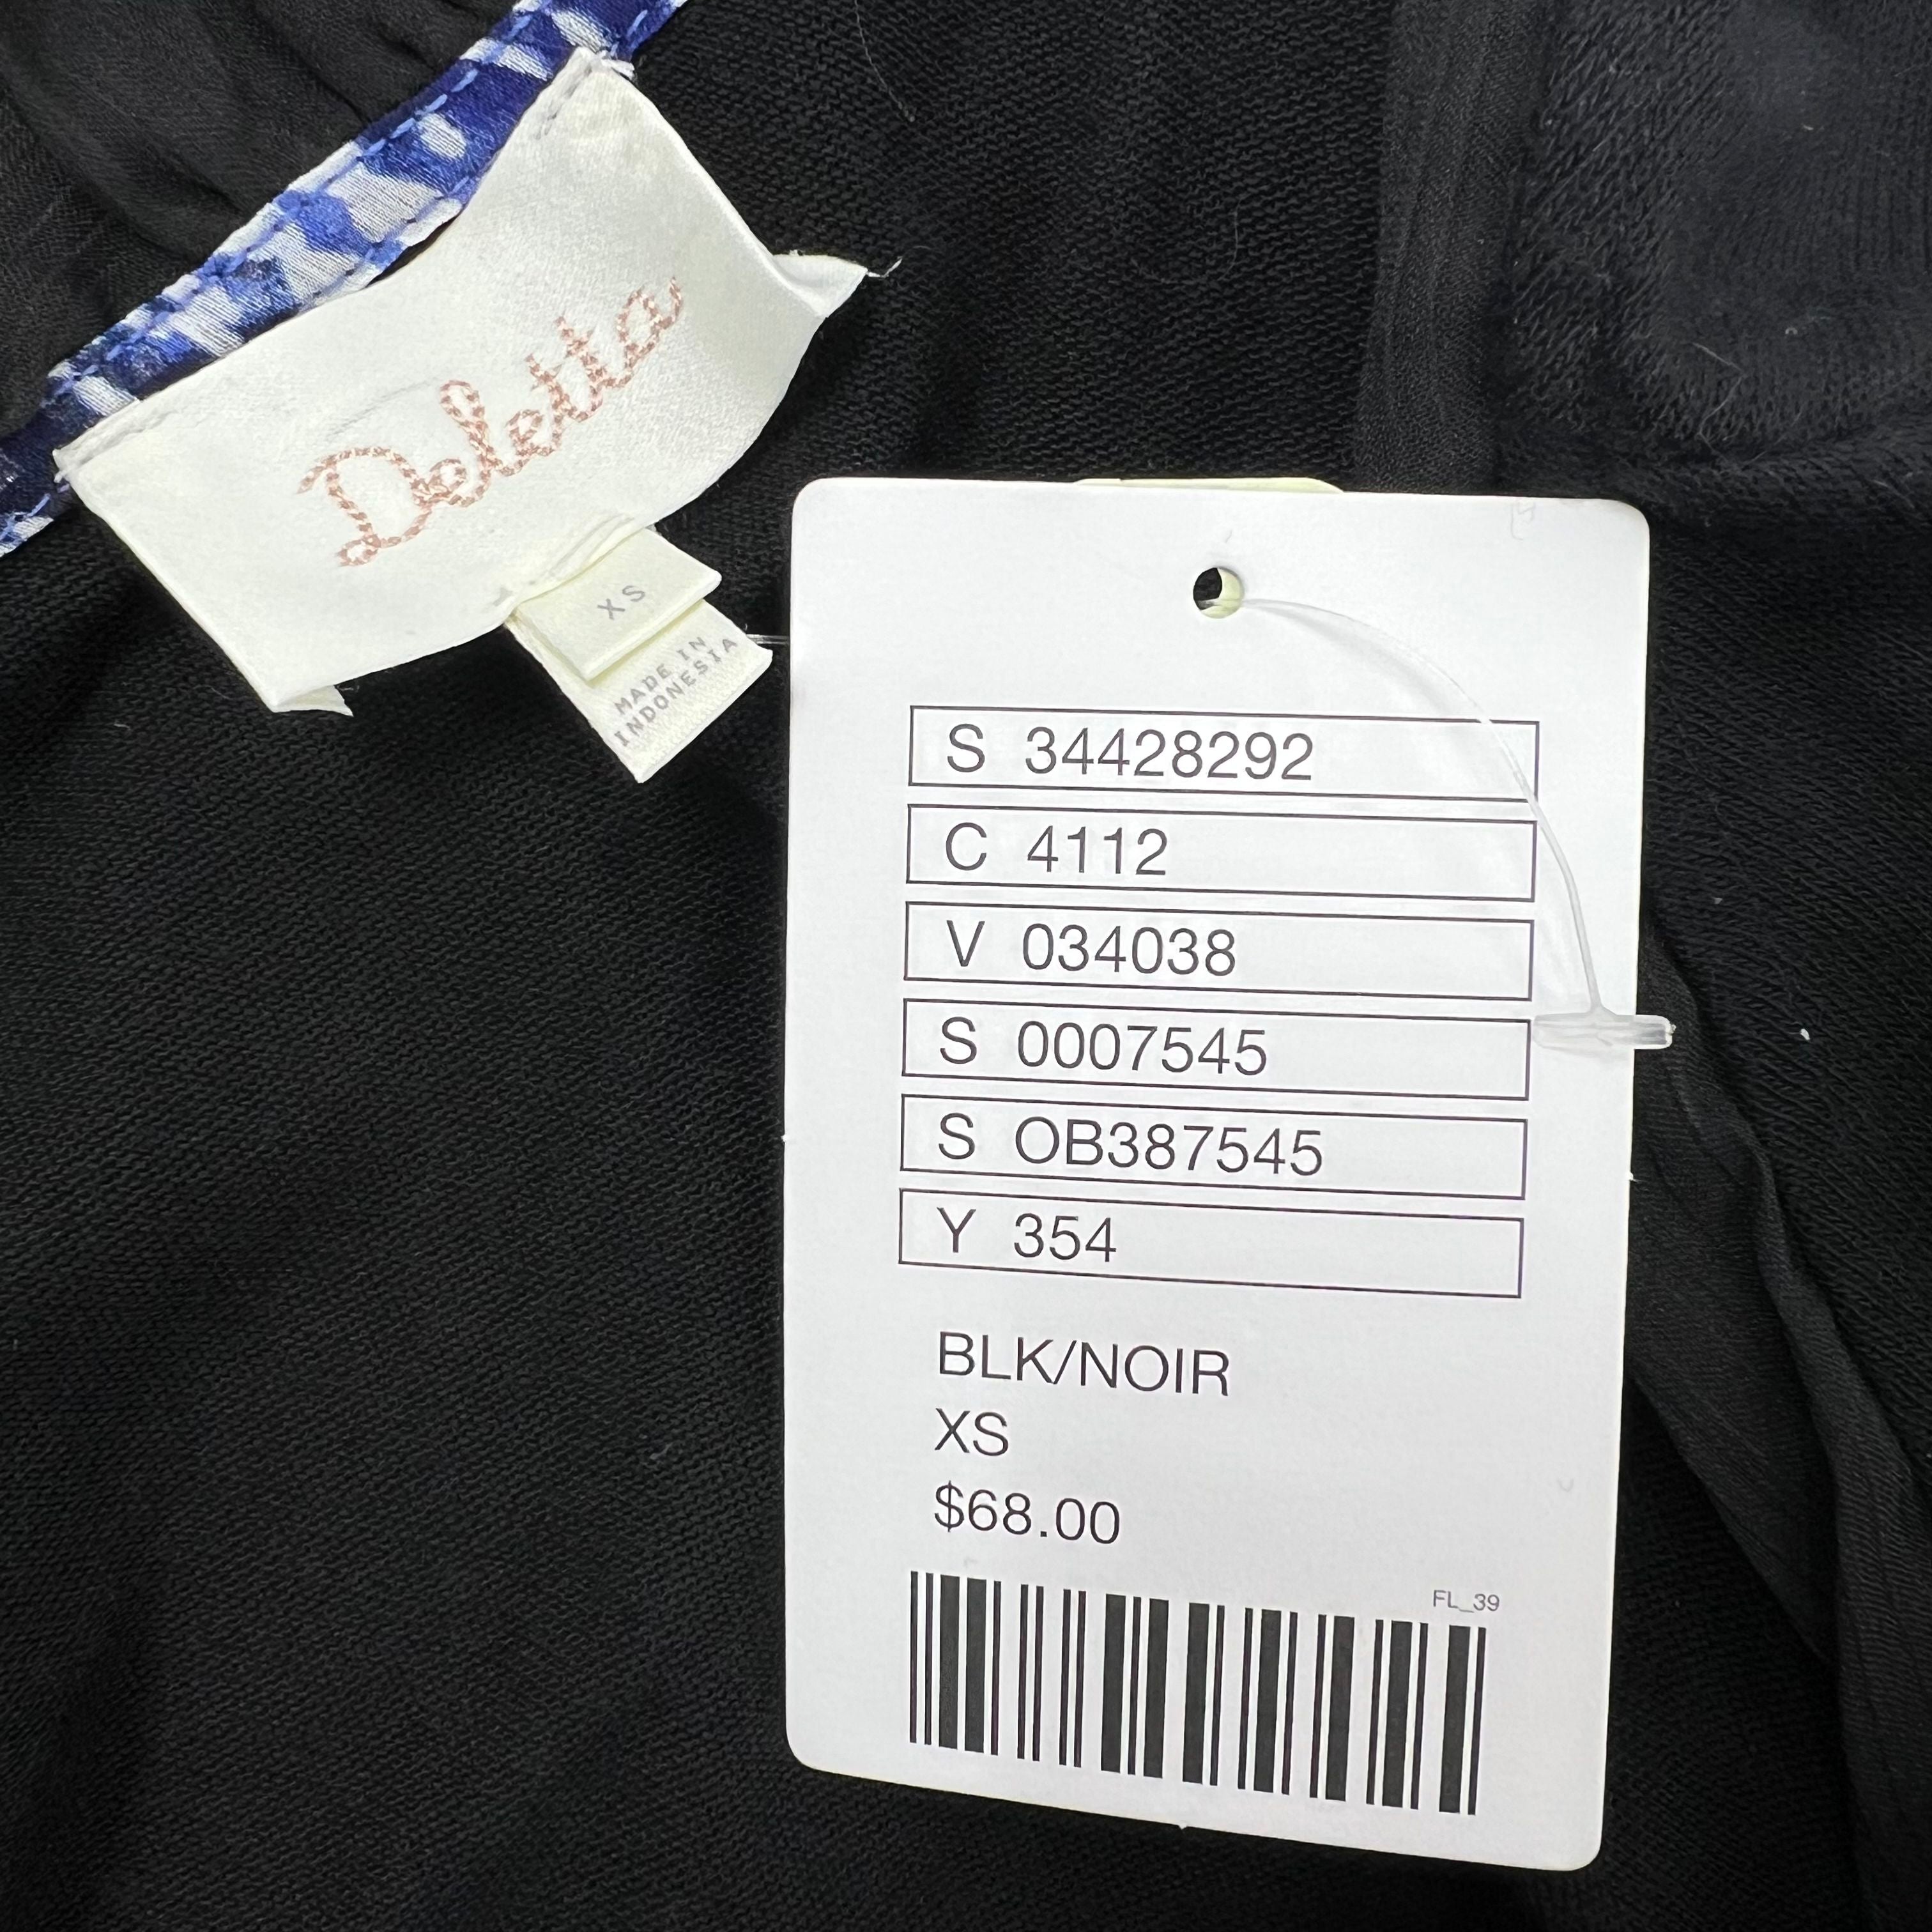 Deletta
XS
MADE IN
INDONESIA
S 34428292
C 4112
V 034038
S 0007545
S OB387545
Y 354
BLK/NOIR
XS
$68.00
FL_39